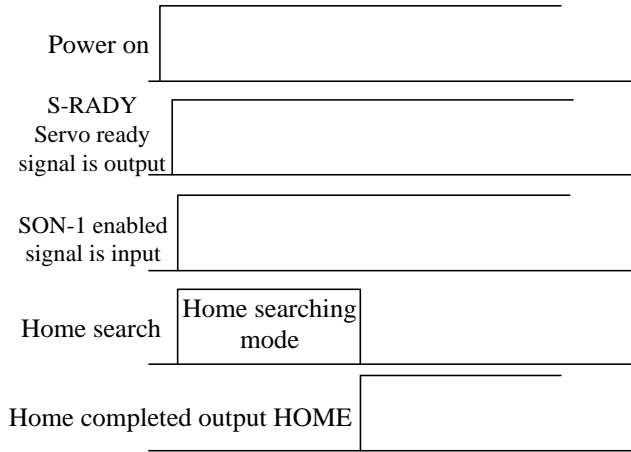 Power on
S-RADY
Servo ready
signal is output
SON-1 enabled
signal is input
Home search
Home searching
mode
Home completed output HOME